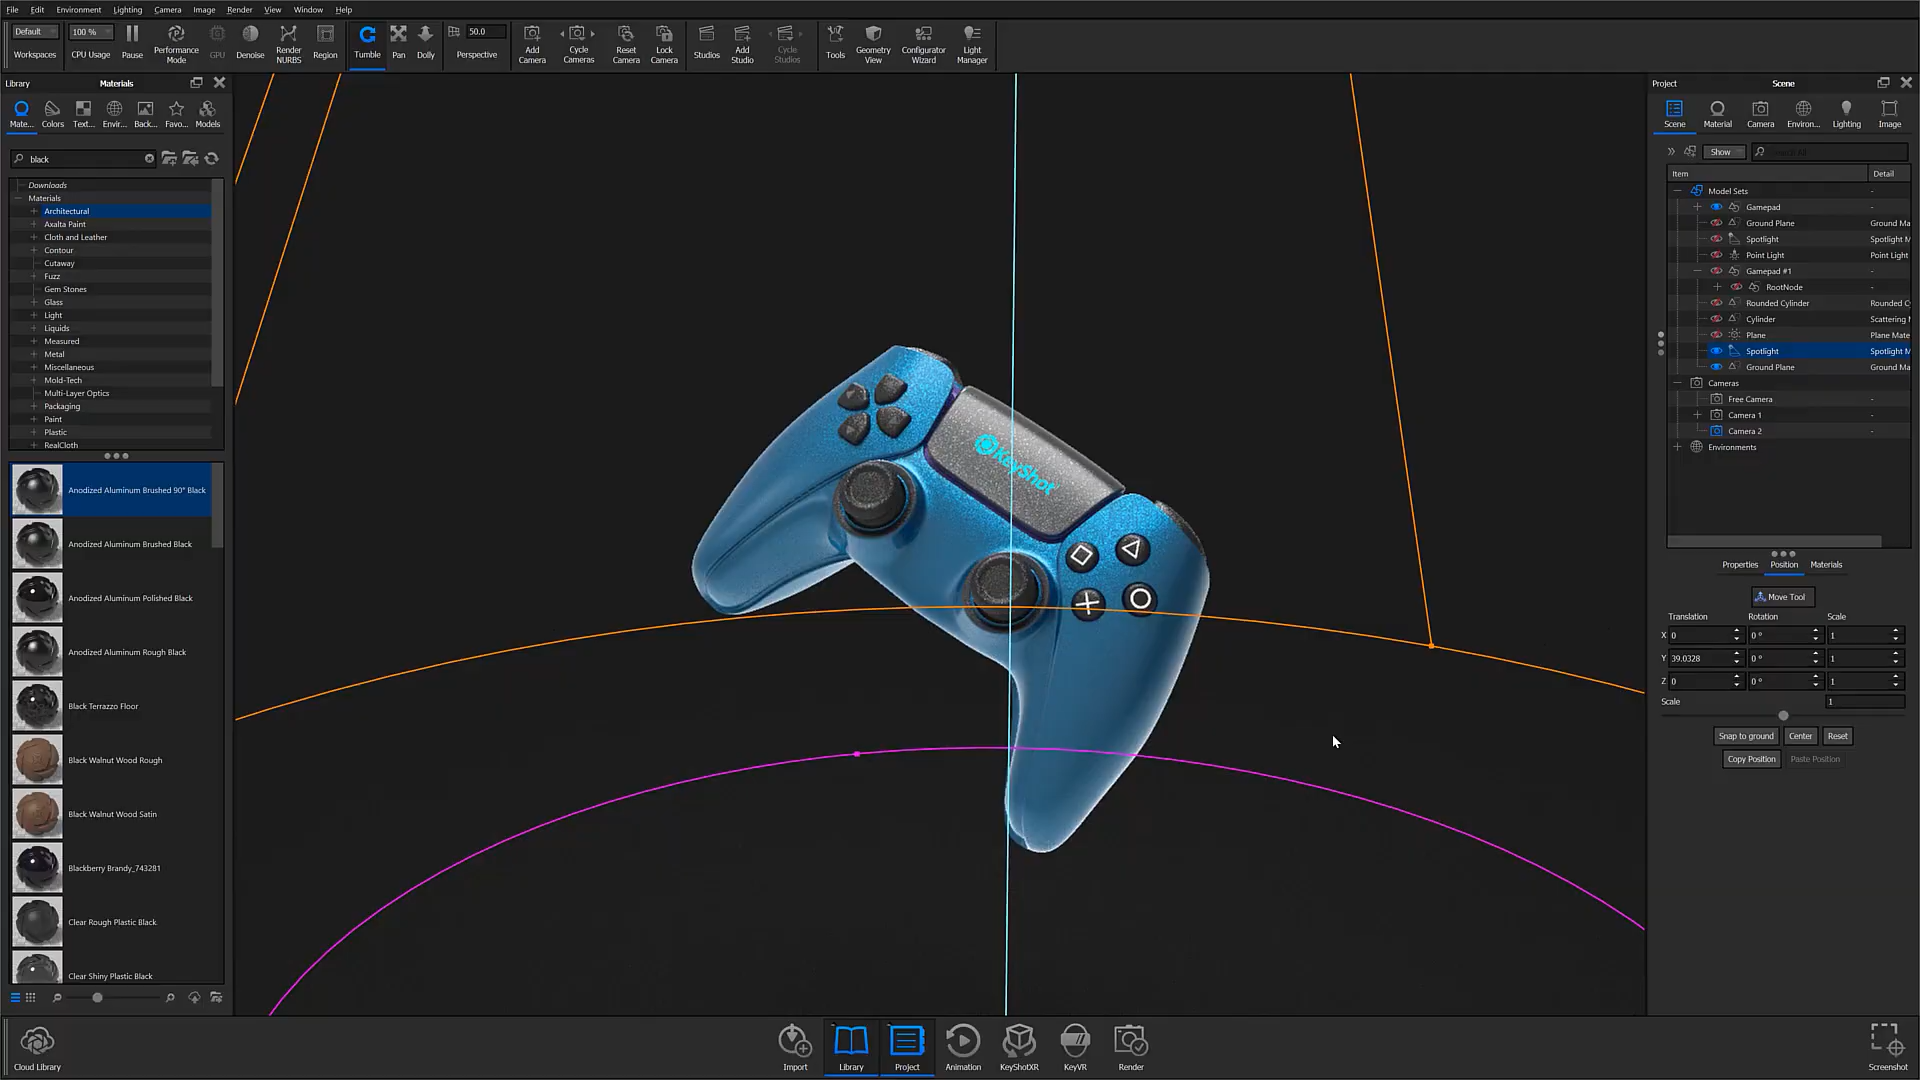 File Edit Environment Lighting Camera Image Render View Window Help
Default 100 % 50.0
Workspaces CPU Usage Pause Performance Mode GPU Denoise Render NURBS Region Tumble Pan Dolly Perspective Add Camera Cycle Cameras Reset Camera Lock Camera Studios Add Studio Cycle Studios Tools Geometry View Configurator Wizard Light Manager
Library Materials
Mate... Colors Text... Envir... Back... Favo... Models
black
Downloads
Materials
Architectural
Axalta Paint
Cloth and Leather
Contour
Cutaway
Fuzz
Gem Stones
Glass
Light
Liquids
Measured
Metal
Miscellaneous
Mold-Tech
Multi-Layer Optics
Packaging
Paint
Plastic
RealCloth
Anodized Aluminum Brushed 90° Black
Anodized Aluminum Brushed Black
Anodized Aluminum Polished Black
Anodized Aluminum Rough Black
Black Terrazzo Floor
Black Walnut Wood Rough
Black Walnut Wood Satin
Blackberry Brandy_743281
Clear Rough Plastic Black
Clear Shiny Plastic Black
KeyShot
Project Scene
Scene Material Camera Environ... Lighting Image
Show
Item Detail
Model Sets -
Gamepad -
Ground Plane Ground Ma
Spotlight Spotlight M
Point Light Point Light
Gamepad #1 -
RootNode -
Rounded Cylinder Rounded C
Cylinder Scattering M
Plane Plane Mate
Spotlight Spotlight M
Ground Plane Ground Ma
Cameras -
Free Camera -
Camera 1 -
Camera 2 -
Environments -
Properties Position Materials
Move Tool
Translation Rotation Scale
X 0 0 ° 1
Y 39.0328 0 ° 1
Z 0 0 ° 1
Scale 1
Snap to ground Center Reset
Copy Position Paste Position
Cloud Library Import Library Project Animation KeyShotXR KeyVR Render Screenshot